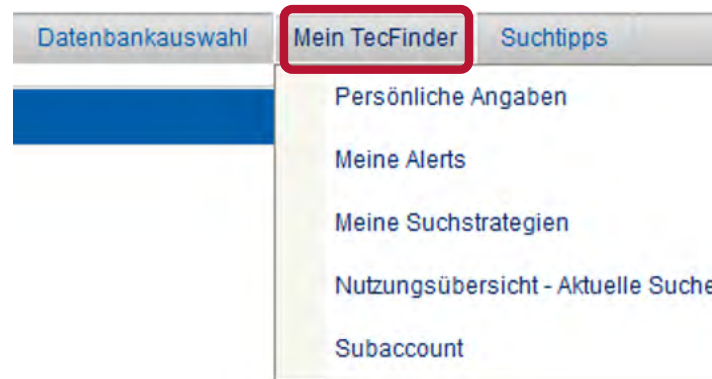 Datenbankauswahl Mein TecFinder Suchtipps
Persönliche Angaben
Meine Alerts
Meine Suchstrategien
Nutzungsübersicht - Aktuelle Suche
Subaccount